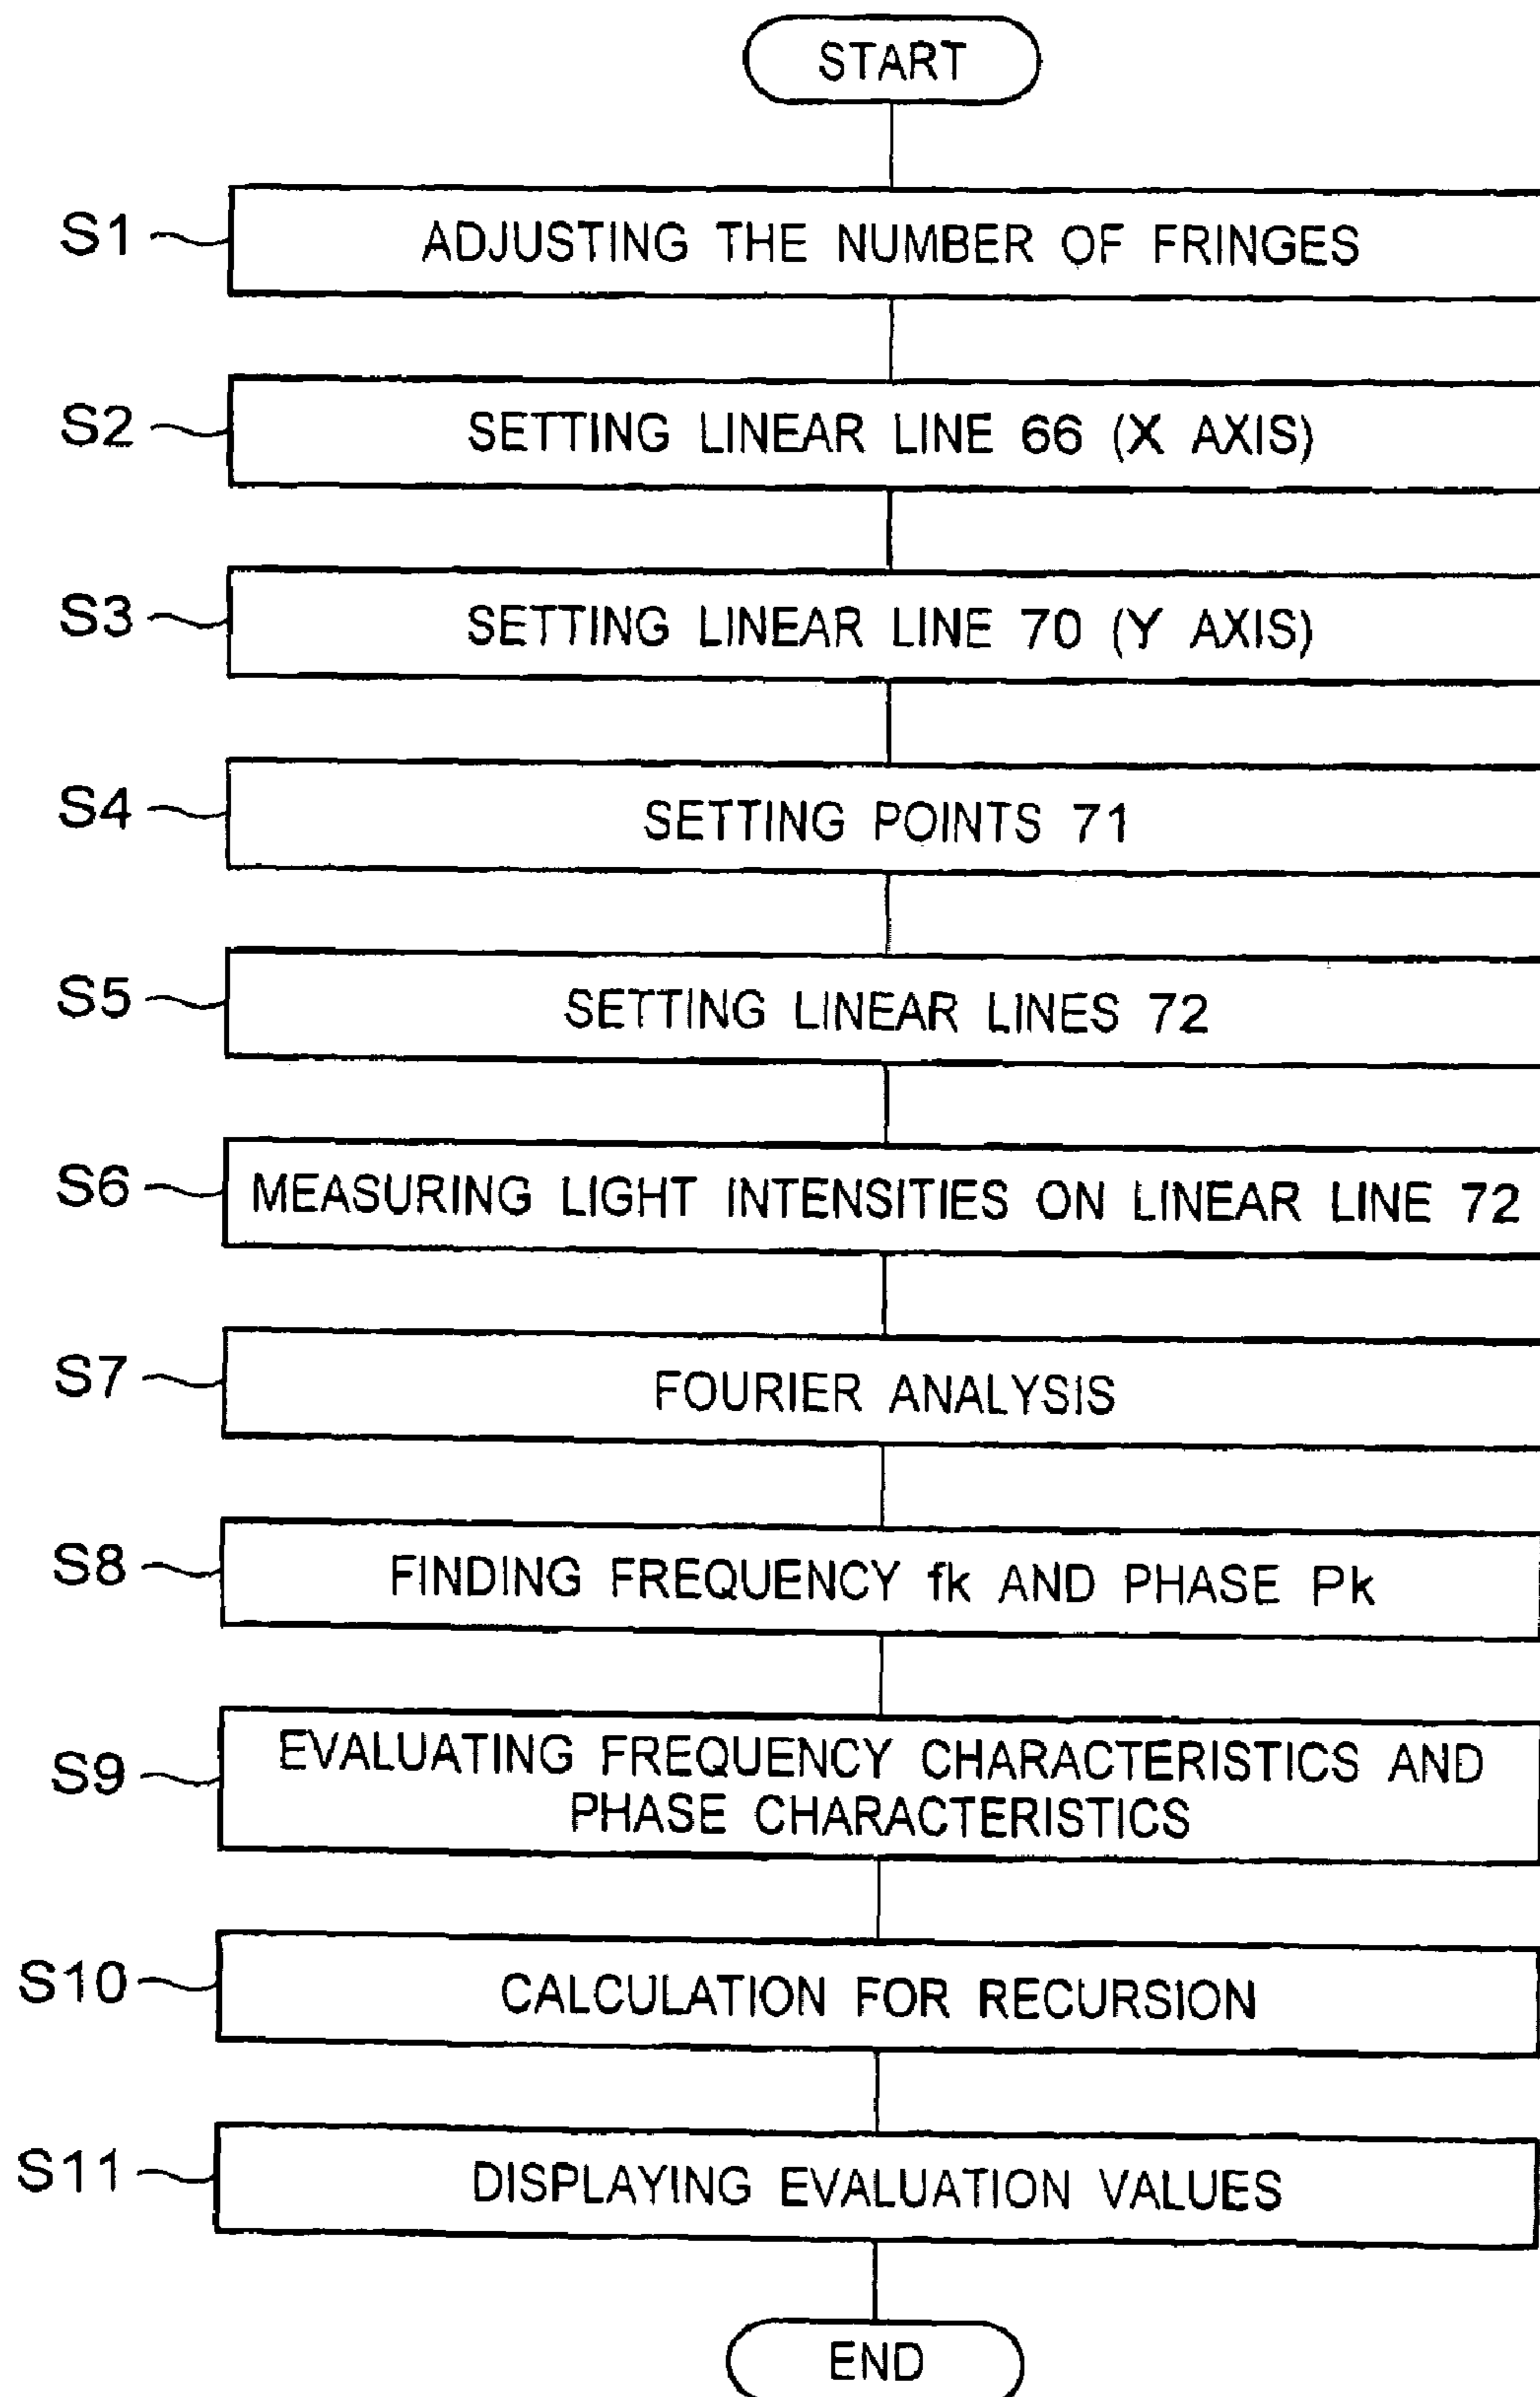 START
S1 ADJUSTING THE NUMBER OF FRINGES
S2 SETTING LINEAR LINE 66 (X AXIS)
S3 SETTING LINEAR LINE 70 (Y AXIS)
S4 SETTING POINTS 71
S5 SETTING LINEAR LINES 72
S6 MEASURING LIGHT INTENSITIES ON LINEAR LINE 72
S7 FOURIER ANALYSIS
S8 FINDING FREQUENCY fk AND PHASE Pk
S9 EVALUATING FREQUENCY CHARACTERISTICS AND
PHASE CHARACTERISTICS
S10 CALCULATION FOR RECURSION
S11 DISPLAYING EVALUATION VALUES
END